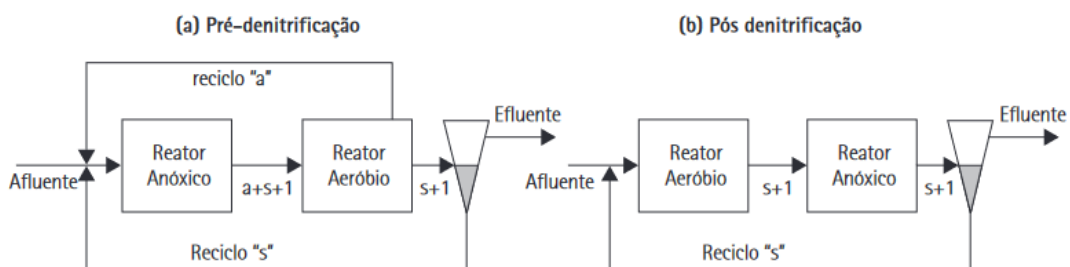 (a) Pré-denitrificação
reciclo "a"
Afluente
Reator
Anóxico
a+s+1
Reator
Aeróbio
s+1
Efluente
Reciclo "s"
(b) Pós denitrificação
Afluente
Reator
Aeróbio
s+1
Reator
Anóxico
s+1
Efluente
Reciclo "s"